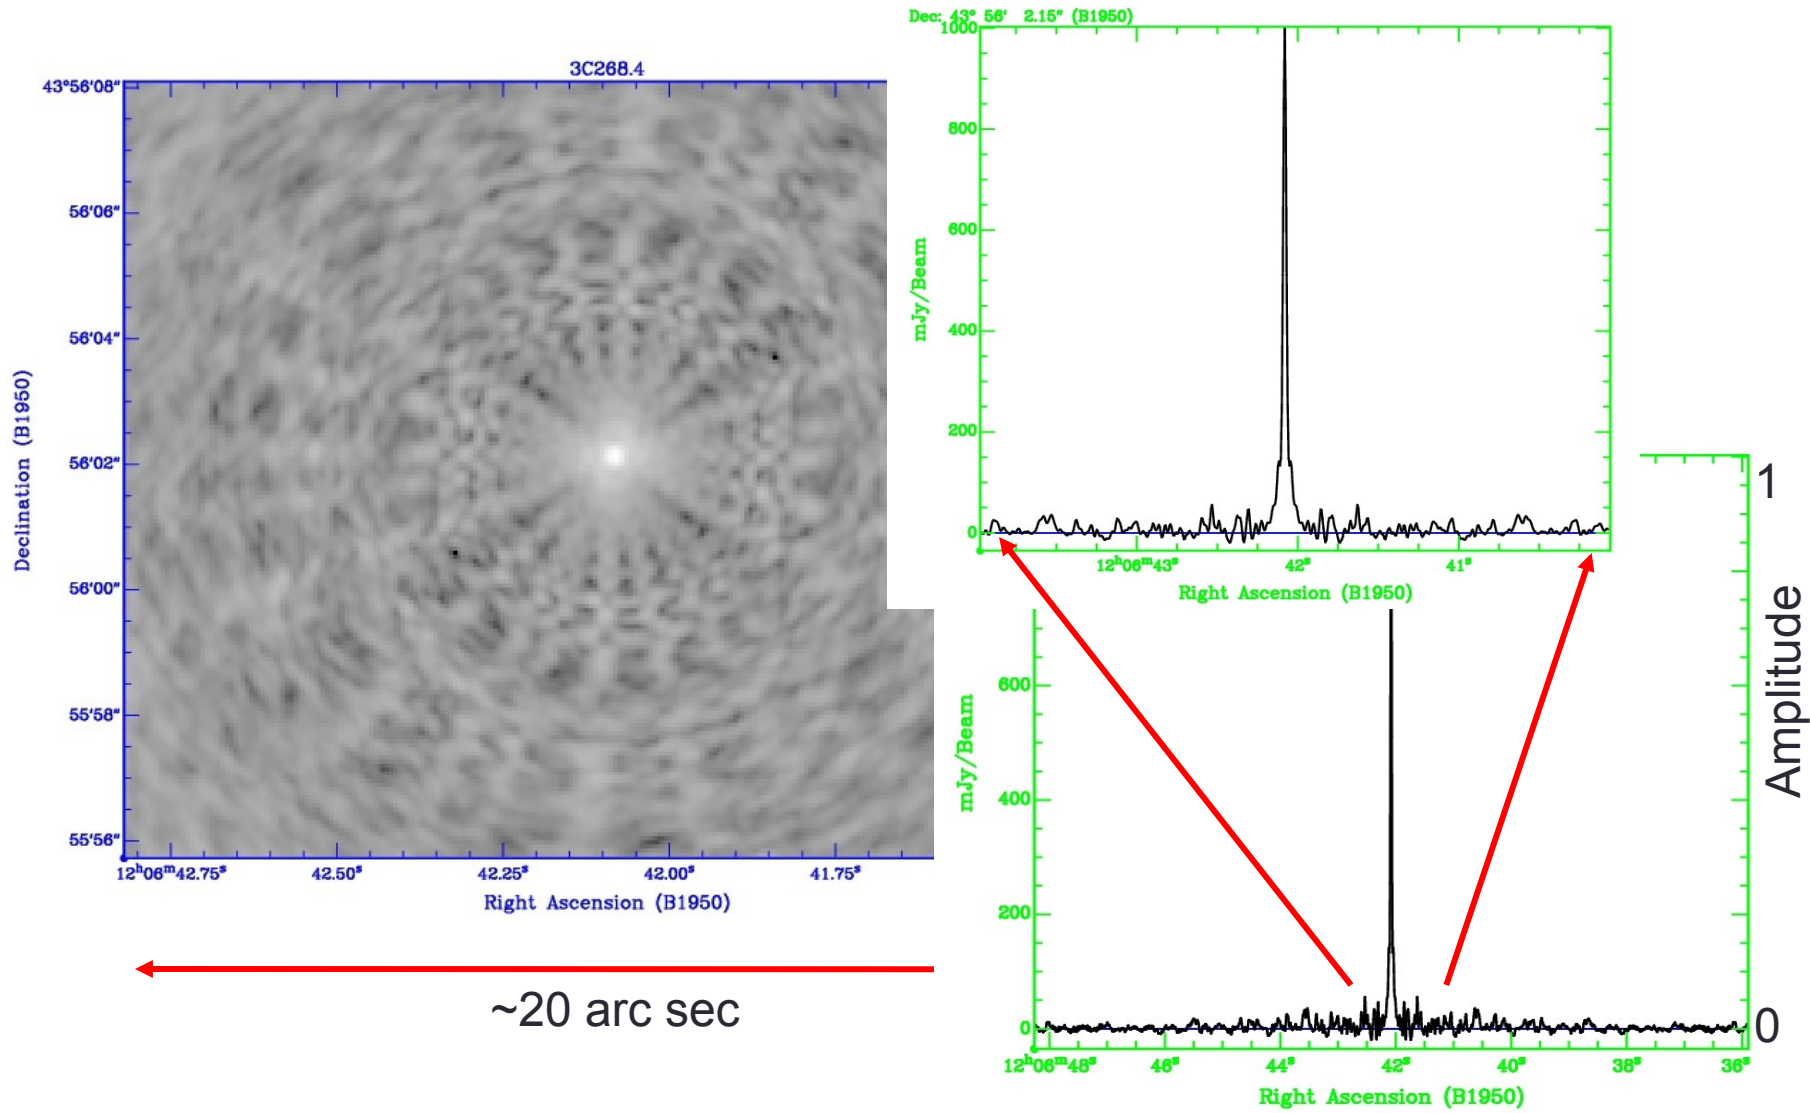 3C268.4
43°56'08"
56'06"
56'04"
56'02"
56'00"
55'58"
55'56"
Declination (B1950)
12ʰ06ᵐ42.75ˢ 42.50ˢ 42.25ˢ 42.00ˢ 41.75ˢ
Right Ascension (B1950)
~20 arc sec
Dec: 43° 56' 2.15" (B1950)
1000
800
600
400
200
0
mJy/Beam
12ʰ06ᵐ43ˢ 42ˢ 41ˢ
Right Ascension (B1950)
600
400
200
0
mJy/Beam
12ʰ06ᵐ48ˢ 46ˢ 44ˢ 42ˢ 40ˢ 38ˢ 36ˢ
Right Ascension (B1950)
1
Amplitude
0